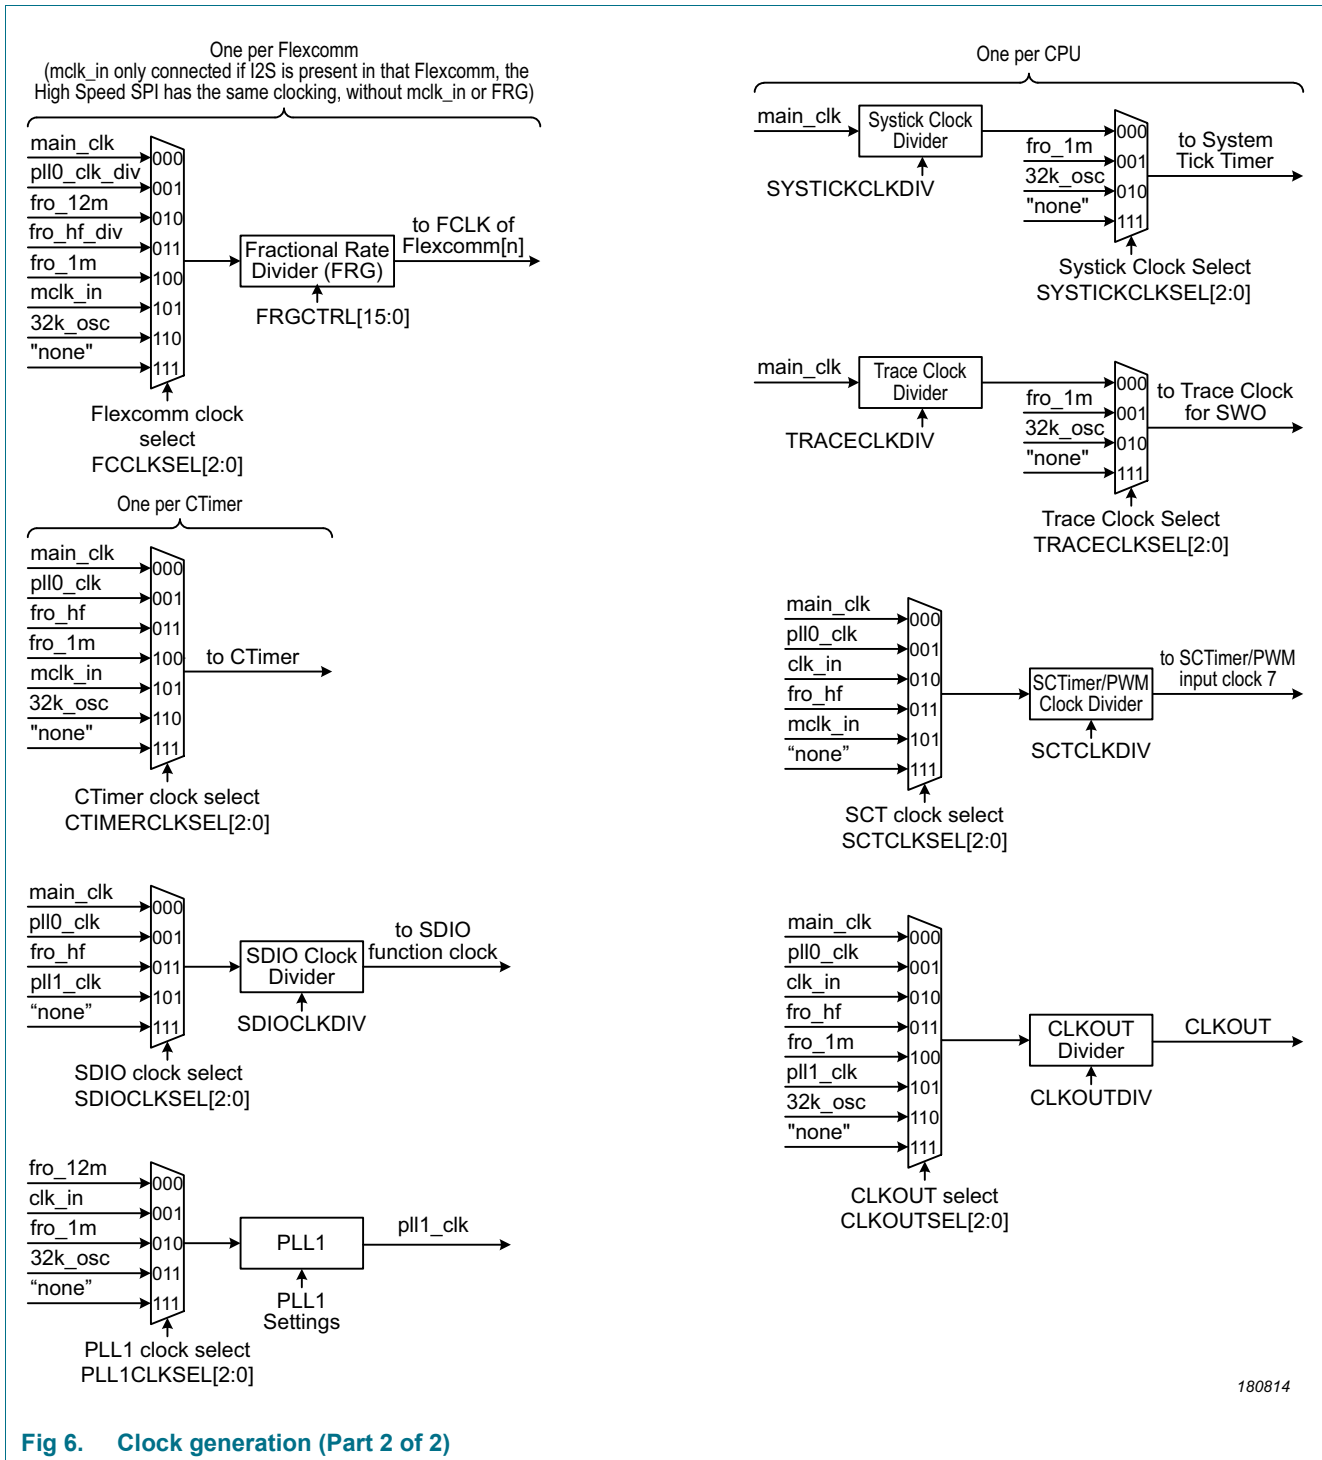 One per Flexcomm
(mclk_in only connected if I2S is present in that Flexcomm, the
High Speed SPI has the same clocking, without mclk_in or FRG)
main_clk
000
pll0_clk_div
001
fro_12m
010
fro_hf_div
011
fro_1m
100
mclk_in
101
32k_osc
110
"none"
111
Fractional Rate
Divider (FRG)
FRGCTRL[15:0]
to FCLK of
Flexcomm[n]
Flexcomm clock
select
FCCLKSEL[2:0]
One per CTimer
main_clk
000
pll0_clk
001
fro_hf
011
fro_1m
100
mclk_in
101
32k_osc
110
"none"
111
to CTimer
CTimer clock select
CTIMERCLKSEL[2:0]
main_clk
000
pll0_clk
001
fro_hf
011
pll1_clk
101
“none”
111
SDIO Clock
Divider
SDIOCLKDIV
to SDIO
function clock
SDIO clock select
SDIOCLKSEL[2:0]
fro_12m
000
clk_in
001
fro_1m
010
32k_osc
011
“none”
111
PLL1
PLL1
Settings
pll1_clk
PLL1 clock select
PLL1CLKSEL[2:0]
One per CPU
main_clk
Systick Clock
Divider
SYSTICKCLKDIV
000
fro_1m
001
32k_osc
010
"none"
111
to System
Tick Timer
Systick Clock Select
SYSTICKCLKSEL[2:0]
main_clk
Trace Clock
Divider
TRACECLKDIV
000
fro_1m
001
32k_osc
010
"none"
111
to Trace Clock
for SWO
Trace Clock Select
TRACECLKSEL[2:0]
main_clk
000
pll0_clk
001
clk_in
010
fro_hf
011
mclk_in
101
“none”
111
SCTimer/PWM
Clock Divider
SCTCLKDIV
to SCTimer/PWM
input clock 7
SCT clock select
SCTCLKSEL[2:0]
main_clk
000
pll0_clk
001
clk_in
010
fro_hf
011
fro_1m
100
pll1_clk
101
32k_osc
110
"none"
111
CLKOUT
Divider
CLKOUTDIV
CLKOUT
CLKOUT select
CLKOUTSEL[2:0]
180814
Fig 6. Clock generation (Part 2 of 2)